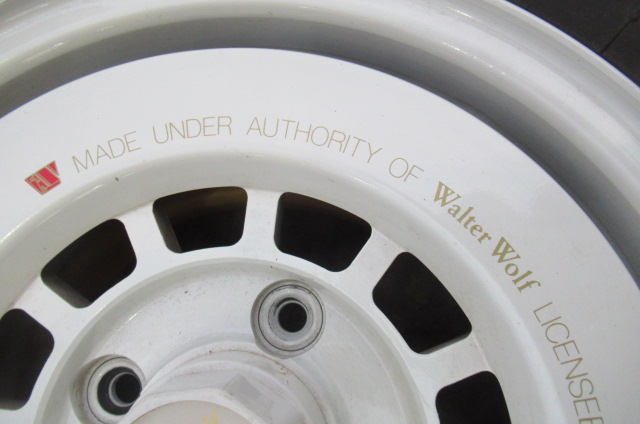 MADE UNDER AUTHORITY OF Walter Wolf LICENSEE